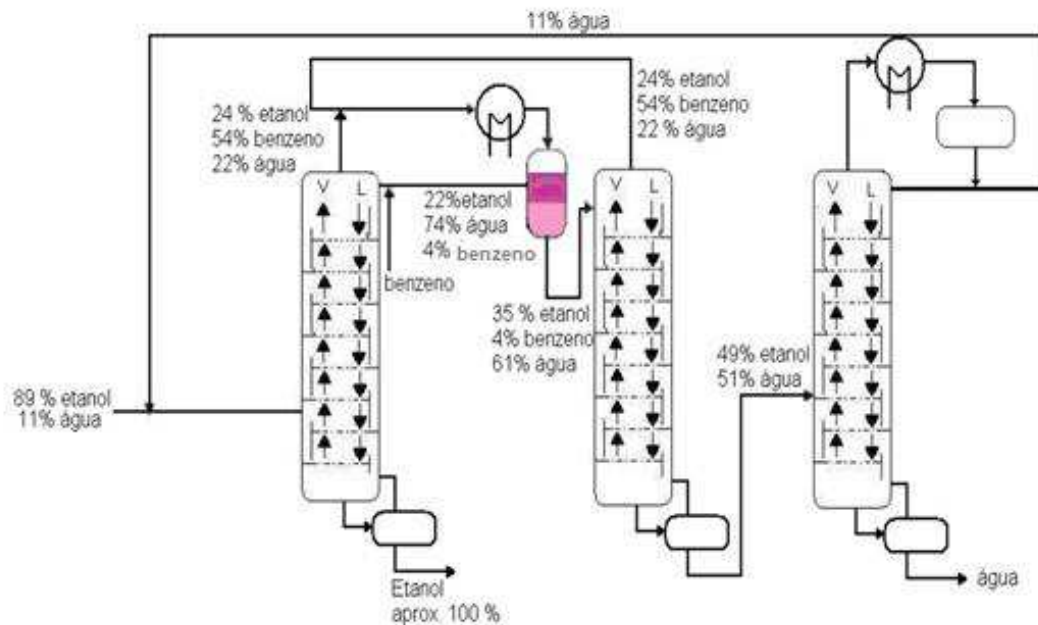 11% água
24 % etanol
54% benzeno
22% água
24% etanol
54% benzeno
22 % água
V L
22%etanol
74% água
4% benzeno
benzeno
V L
V L
35 % etanol
4% benzeno
61% água
49% etanol
51% água
89 % etanol
11% água
Etanol
aprox. 100 %
água